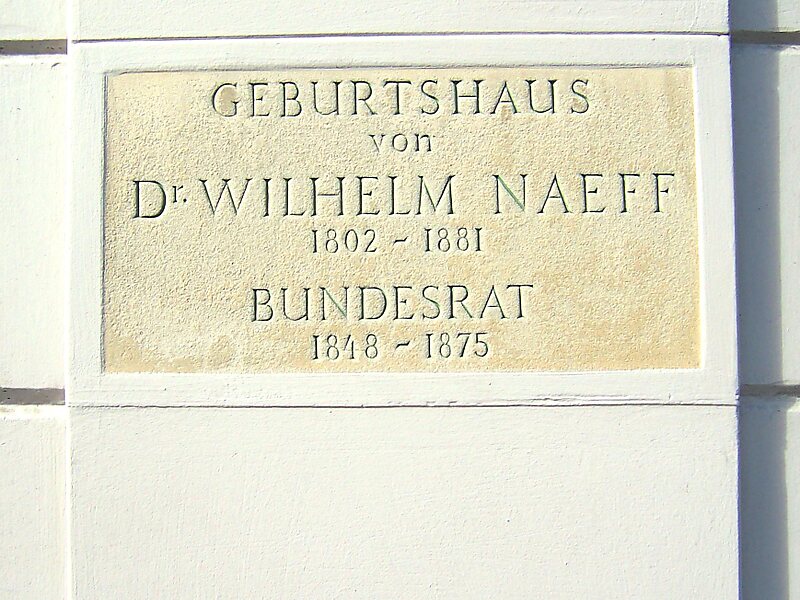 GEBURTSHAUS
von
Dr. WILHELM NAEFF
1802 ~ 1881
BUNDESRAT
1848 ~ 1875